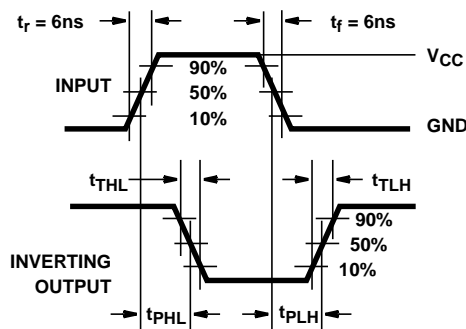 tr = 6ns
tf = 6ns
VCC
90%
INPUT
50%
10%
GND
tTHL
tTLH
90%
50%
INVERTING
10%
OUTPUT
tPHL
tPLH